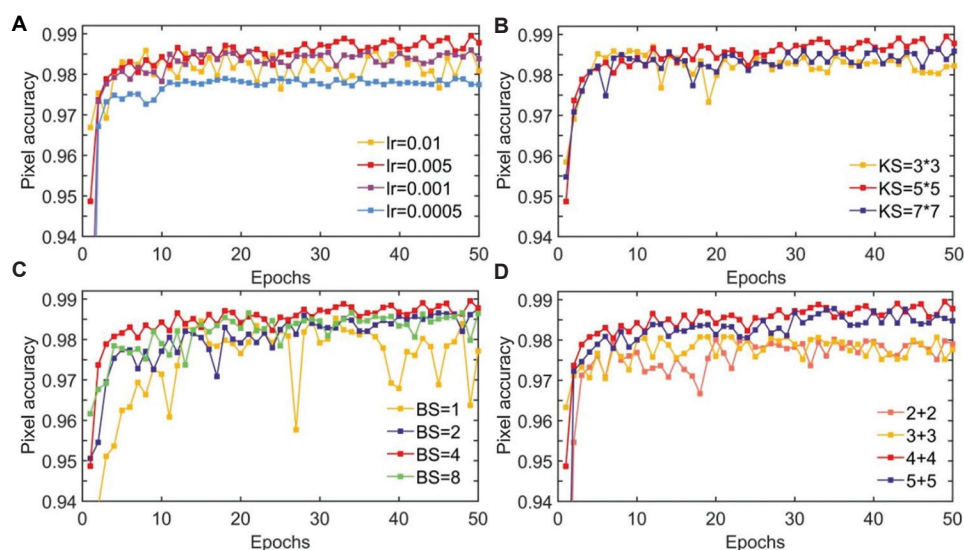 A
Pixel accuracy
0.99
0.98
0.97
0.96
0.95
0.94
lr=0.01
lr=0.005
lr=0.001
lr=0.0005
0 10 20 30 40 50
Epochs
B
Pixel accuracy
0.99
0.98
0.97
0.96
0.95
0.94
KS=3*3
KS=5*5
KS=7*7
0 10 20 30 40 50
Epochs
C
Pixel accuracy
0.99
0.98
0.97
0.96
0.95
0.94
BS=1
BS=2
BS=4
BS=8
0 10 20 30 40 50
Epochs
D
Pixel accuracy
0.99
0.98
0.97
0.96
0.95
0.94
2+2
3+3
4+4
5+5
0 10 20 30 40 50
Epochs